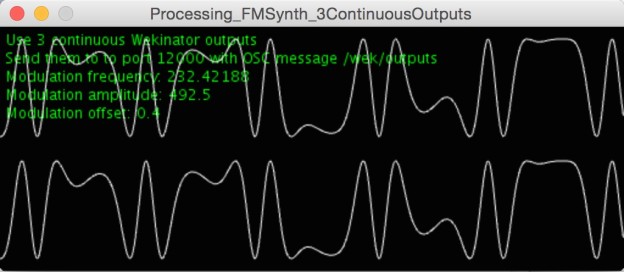 Processing_FMSynth_3ContinuousOutputs
Use 3 continuous Wekinator outputs
Send them to to port 12000 with OSC message /wek/outputs
Modulation frequency: 232.42188
Modulation amplitude: 492.5
Modulation offset: 0.4